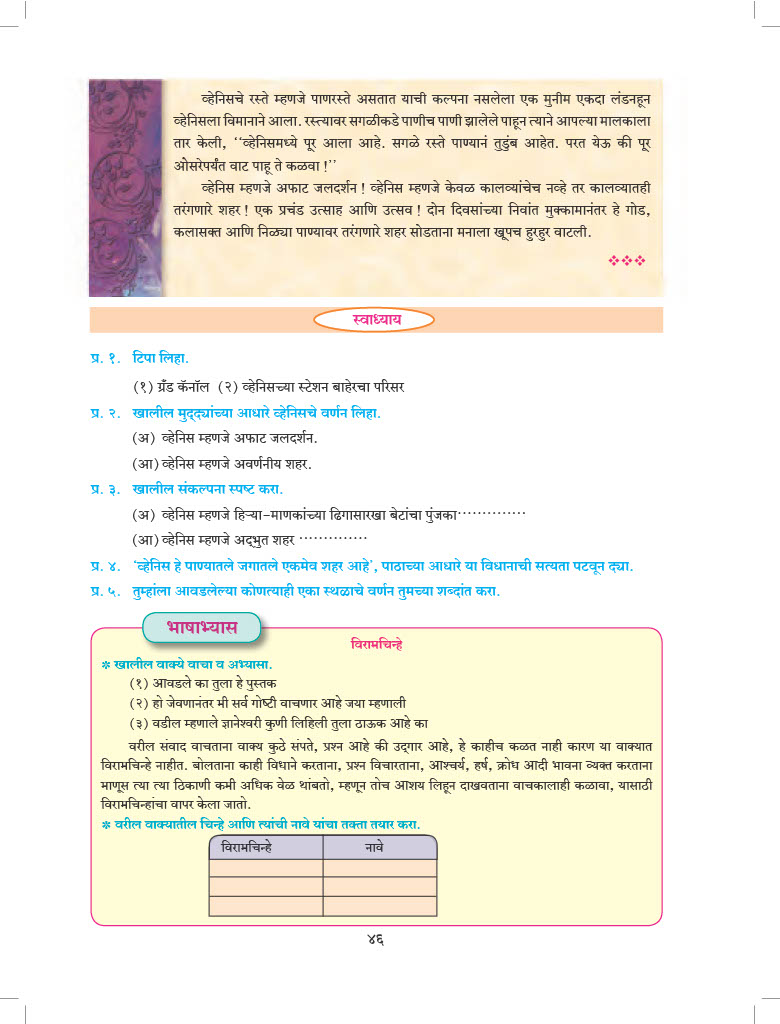 व्हेनिसचे रस्ते म्हणजे पाणरस्ते असतात याची कल्पना नसलेला एक मुनीम एकदा लंडनहून
व्हेनिसला विमानाने आला. रस्त्यावर सगळीकडे पाणीच पाणी झालेले पाहून त्याने आपल्या मालकाला
तार केली, ‘‘व्हेनिसमध्ये पूर आला आहे. सगळे रस्ते पाण्यानं तुडुंब आहेत. परत येऊ की पूर
ओसरेपर्यंत वाट पाहू ते कळवा !’’
व्हेनिस म्हणजे अफाट जलदर्शन ! व्हेनिस म्हणजे केवळ कालव्यांचेच नव्हे तर कालव्यातही
तरंगणारे शहर ! एक प्रचंड उत्साह आणि उत्सव ! दोन दिवसांच्या निवांत मुक्कामानंतर हे गोड,
कलासक्त आणि निळ्या पाण्यावर तरंगणारे शहर सोडताना मनाला खूपच हुरहुर वाटली.
❖❖❖
स्वाध्याय
प्र. १. टिपा लिहा.
(१) ग्रँड कॅनॉल (२) व्हेनिसच्या स्टेशन बाहेरचा परिसर
प्र. २. खालील मुद्‌द्यांच्या आधारे व्हेनिसचे वर्णन लिहा.
(अ) व्हेनिस म्हणजे अफाट जलदर्शन.
(आ) व्हेनिस म्हणजे अवर्णनीय शहर.
प्र. ३. खालील संकल्पना स्पष्ट करा.
(अ) व्हेनिस म्हणजे हिऱ्या-माणकांच्या ढिगासारखा बेटांचा पुंजका..............
(आ) व्हेनिस म्हणजे अद्‌भुत शहर ..............
प्र. ४. ‘व्हेनिस हे पाण्यातले जगातले एकमेव शहर आहे’, पाठाच्या आधारे या विधानाची सत्यता पटवून द्या.
प्र. ५. तुम्हांला आवडलेल्या कोणत्याही एका स्थळाचे वर्णन तुमच्या शब्दांत करा.
भाषाभ्यास
विरामचिन्हे
✻ खालील वाक्ये वाचा व अभ्यासा.
(१) आवडले का तुला हे पुस्तक
(२) हो जेवणानंतर मी सर्व गोष्टी वाचणार आहे जया म्हणाली
(३) वडील म्हणाले ज्ञानेश्वरी कुणी लिहिली तुला ठाऊक आहे का
वरील संवाद वाचताना वाक्य कुठे संपते, प्रश्न आहे की उद्‌गार आहे, हे काहीच कळत नाही कारण या वाक्यात
विरामचिन्हे नाहीत. बोलताना काही विधाने करताना, प्रश्न विचारताना, आश्चर्य, हर्ष, क्रोध आदी भावना व्यक्त करताना
माणूस त्या त्या ठिकाणी कमी अधिक वेळ थांबतो, म्हणून तोच आशय लिहून दाखवताना वाचकालाही कळावा, यासाठी
विरामचिन्हांचा वापर केला जातो.
✻ वरील वाक्यातील चिन्हे आणि त्यांची नावे यांचा तक्ता तयार करा.
विरामचिन्हे नावे
४६